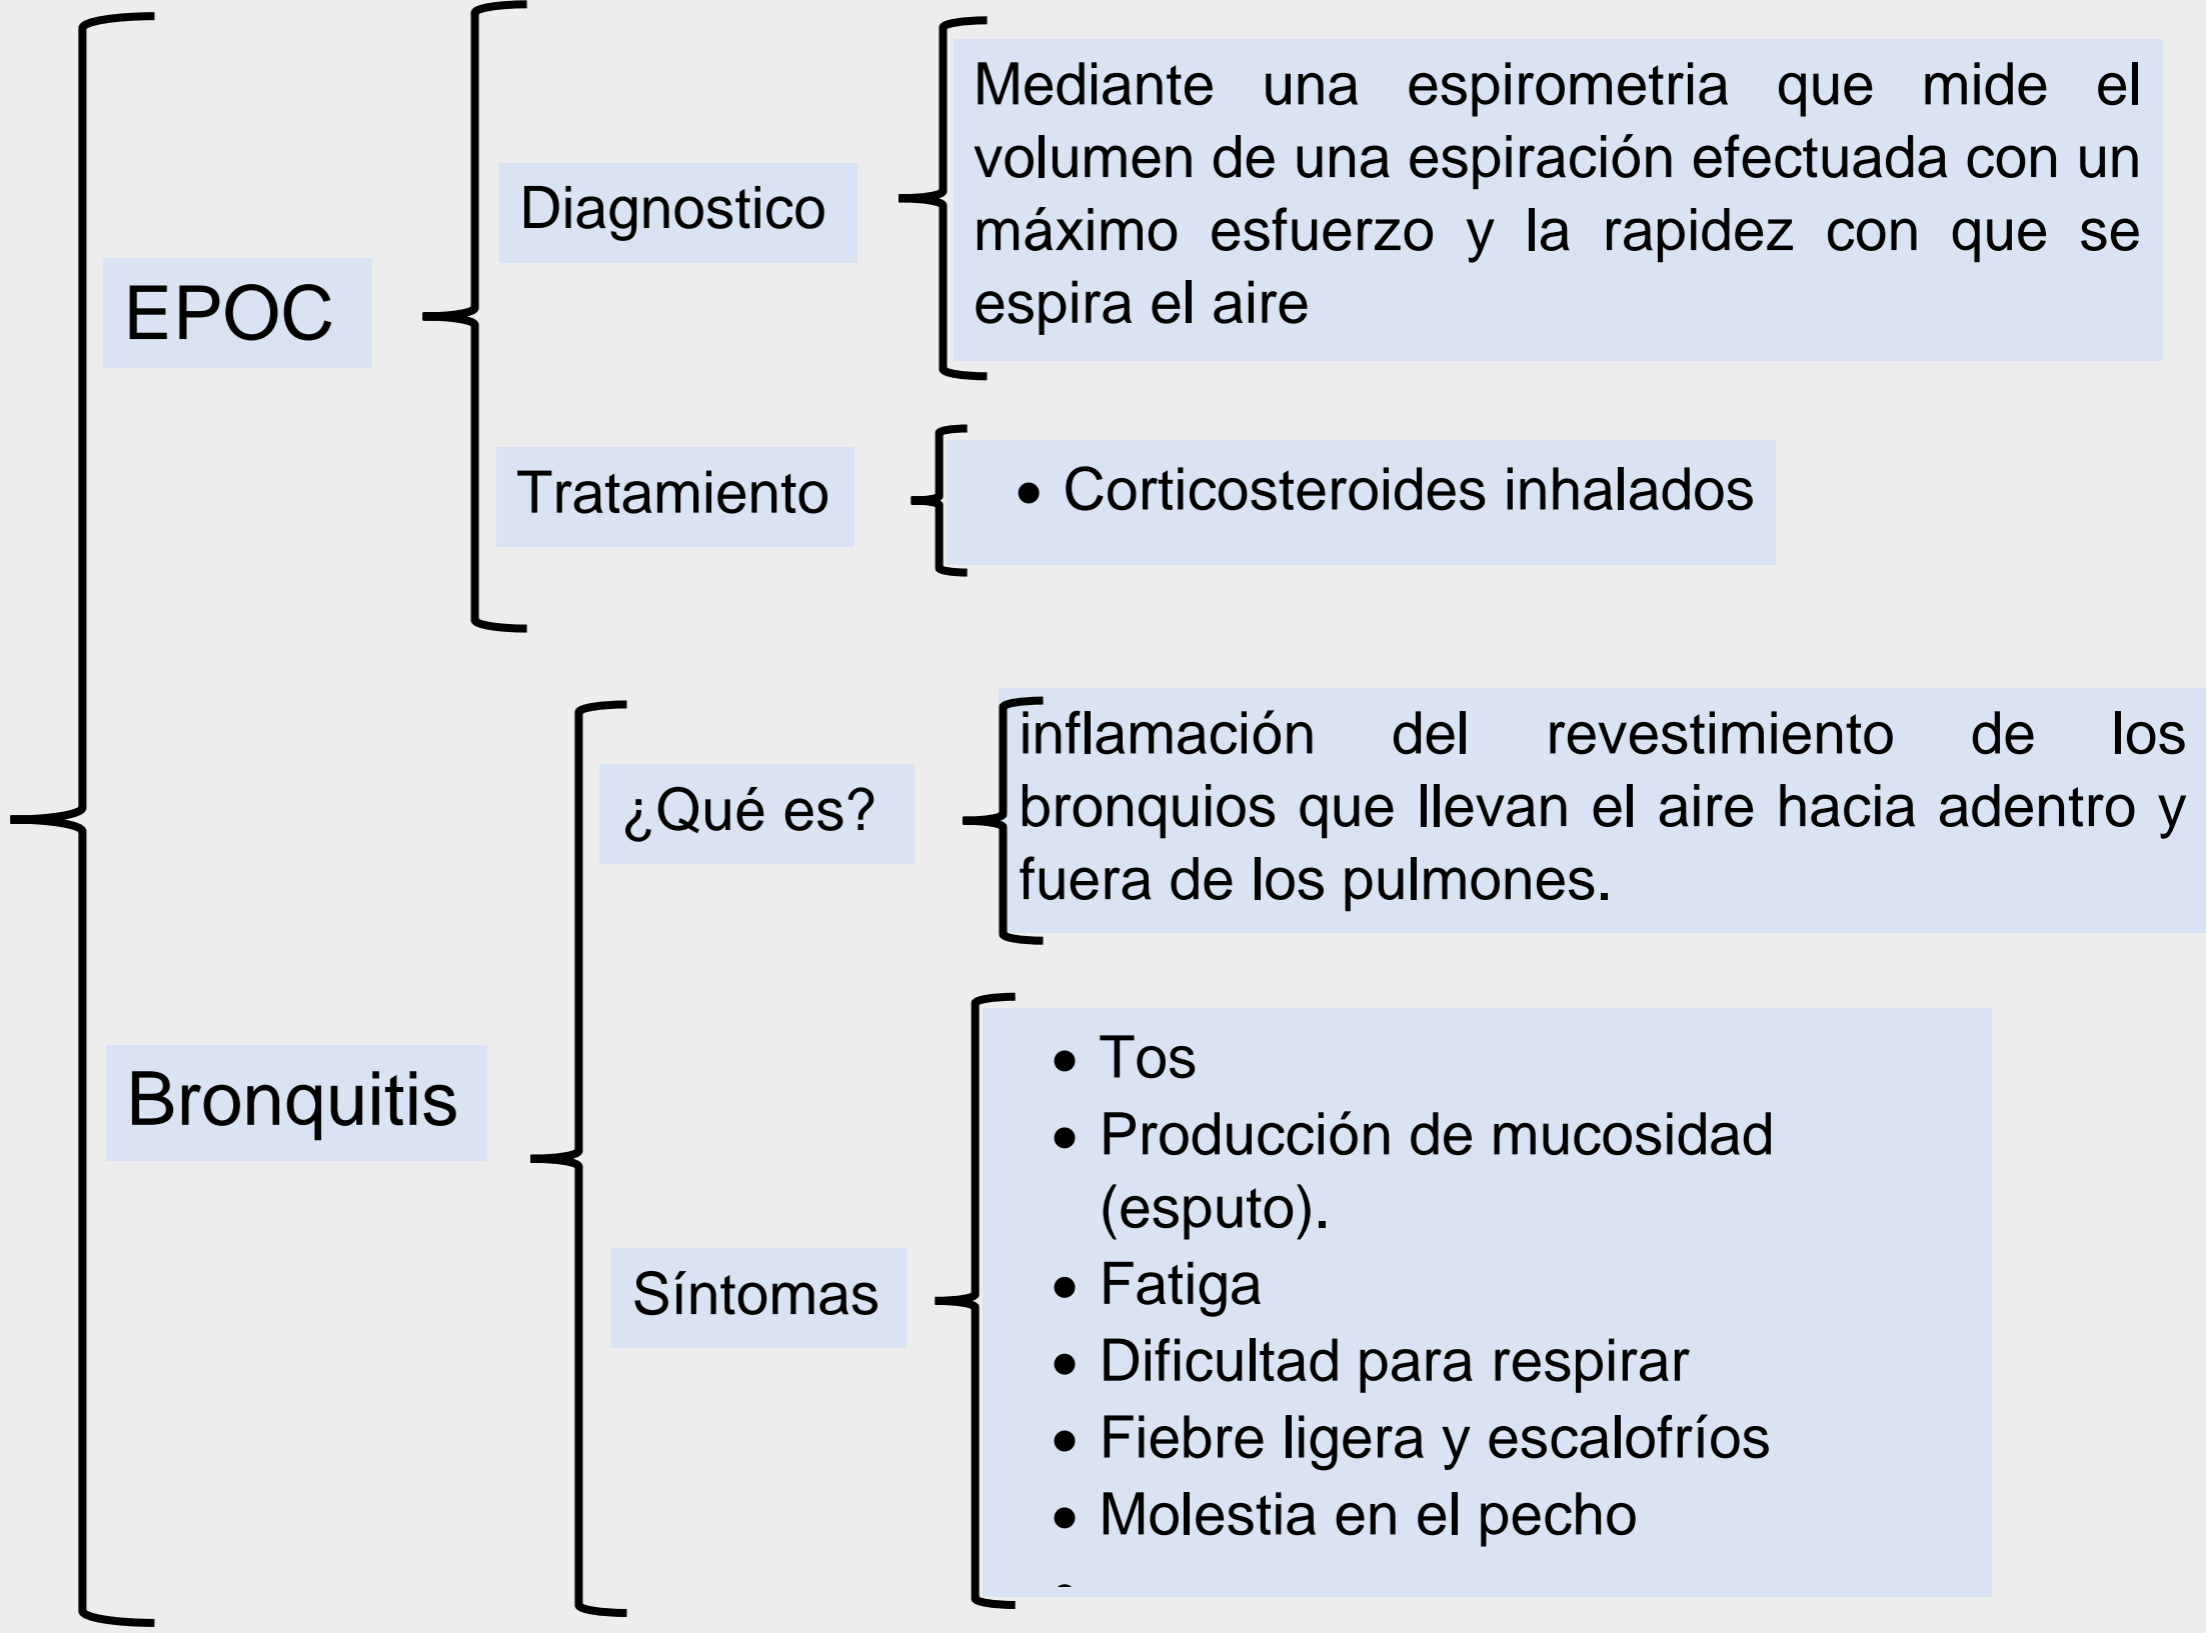 EPOC
Diagnostico
Mediante una espirometria que mide el
volumen de una espiración efectuada con un
máximo esfuerzo y la rapidez con que se
espira el aire
Tratamiento
• Corticosteroides inhalados
Bronquitis
¿Qué es?
inflamación del revestimiento de los
bronquios que llevan el aire hacia adentro y
fuera de los pulmones.
Síntomas
• Tos
• Producción de mucosidad
(esputo).
• Fatiga
• Dificultad para respirar
• Fiebre ligera y escalofríos
• Molestia en el pecho